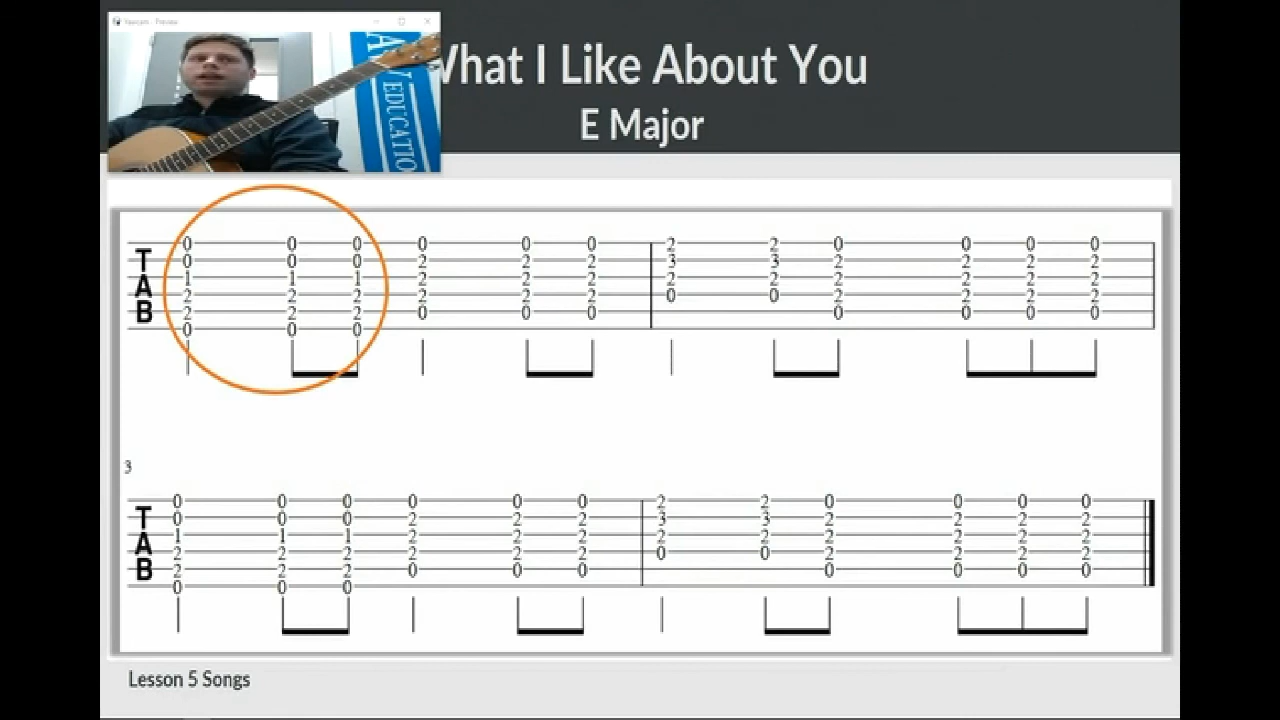 What I Like About You
E Major
EDUCATIO
T
A
B
0 0 0 0 0 0 2 2 0 0 0 0
0 0 0 2 2 2 3 3 2 2 2 2
1 1 1 2 2 2 2 2 2 2 2 2
2 2 2 2 2 2 0 0 2 2 2 2
2 2 2 0 0 0 0 0 0 0
0 0 0
3
T
A
B
0 0 0 0 0 0 2 2 0 0 0 0
0 0 0 2 2 2 3 3 2 2 2 2
1 1 1 2 2 2 2 2 2 2 2 2
2 2 2 2 2 2 0 0 2 2 2 2
2 2 2 0 0 0 0 0 0 0
0 0 0
Lesson 5 Songs